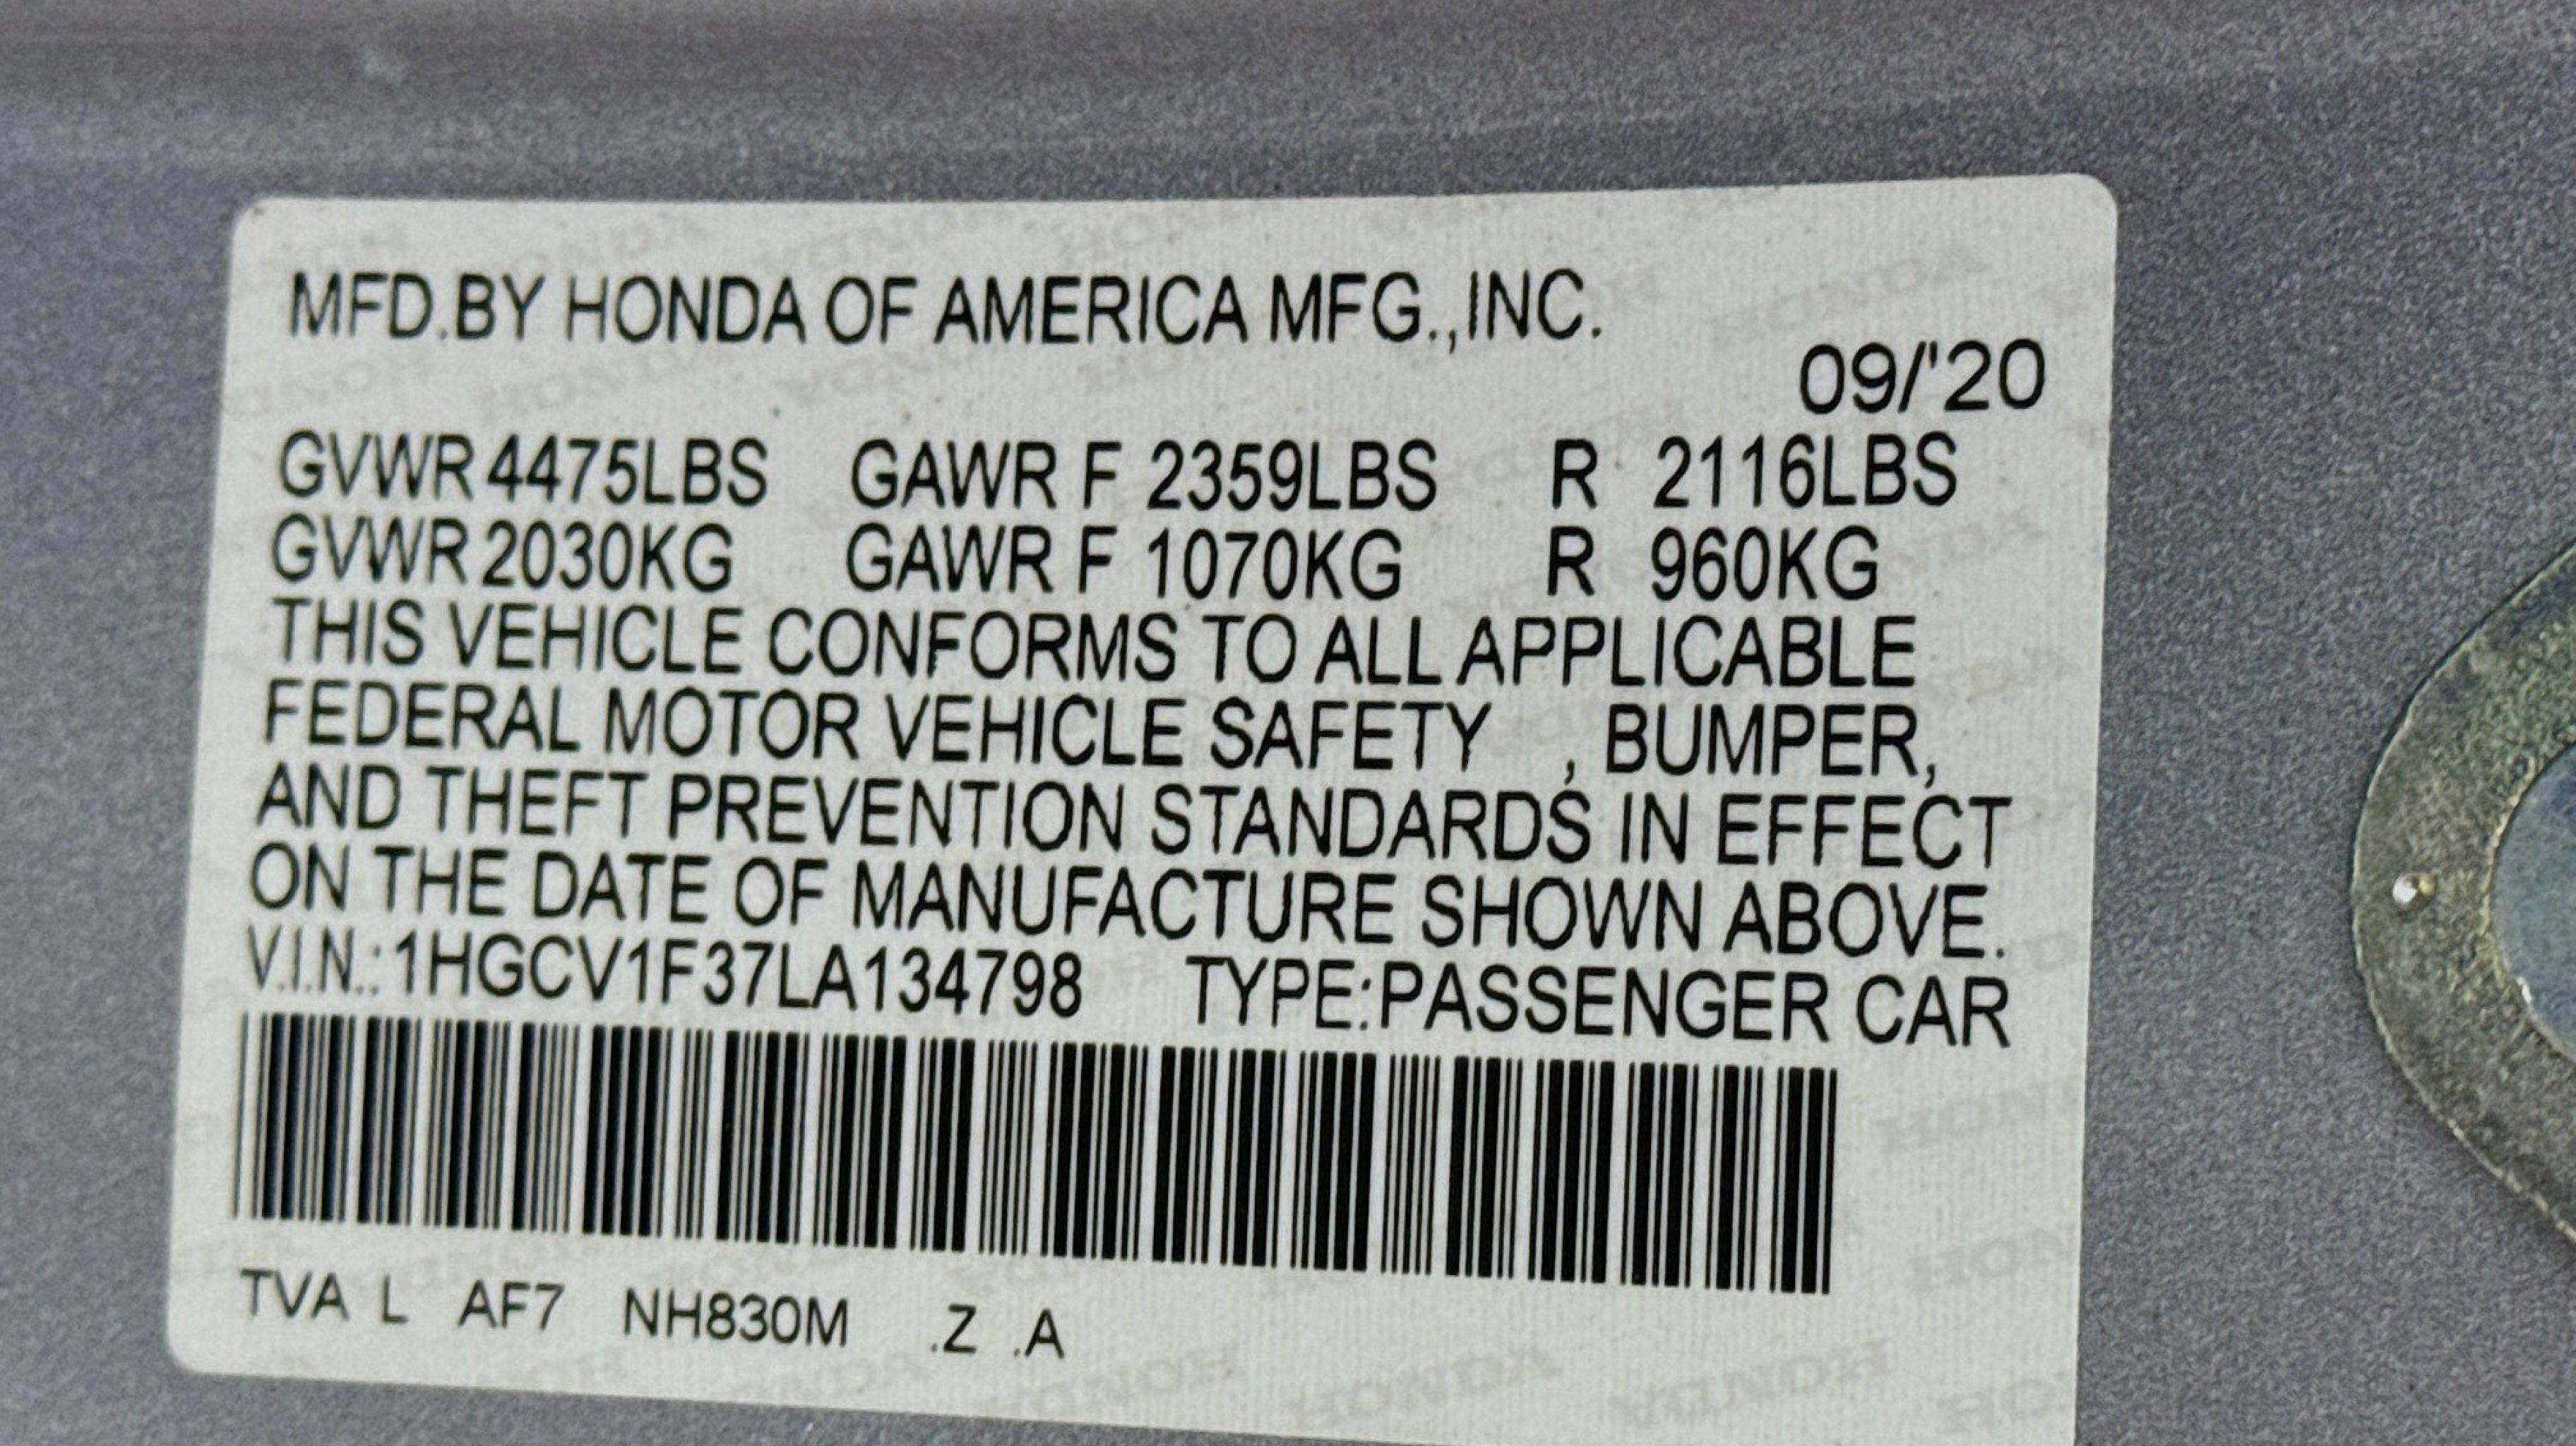 MFD.BY HONDA OF AMERICA MFG.,INC.
09/'20
GVWR 4475LBS GAWR F 2359LBS R 2116LBS
GVWR 2030KG GAWR F 1070KG R 960KG
THIS VEHICLE CONFORMS TO ALL APPLICABLE
FEDERAL MOTOR VEHICLE SAFETY , BUMPER,
AND THEFT PREVENTION STANDARDS IN EFFECT
ON THE DATE OF MANUFACTURE SHOWN ABOVE.
V.I.N.:1HGCV1F37LA134798 TYPE:PASSENGER CAR
TVA L AF7 NH830M .Z .A